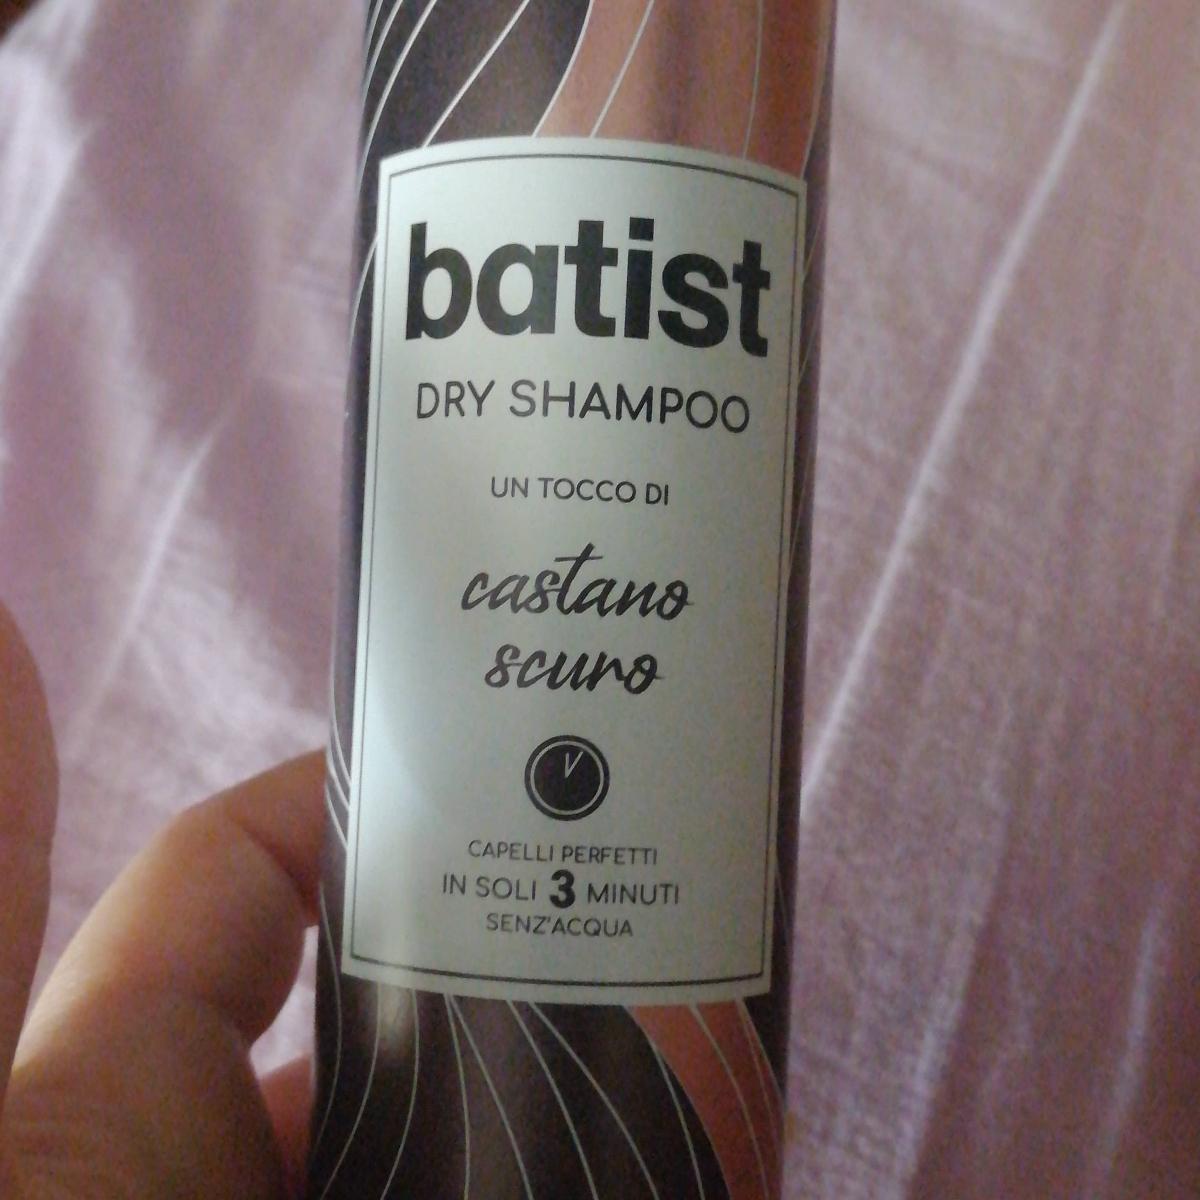 batist
DRY SHAMPOO
UN TOCCO DI
castano
scuro
CAPELLI PERFETTI
IN SOLI 3 MINUTI
SENZ'ACQUA